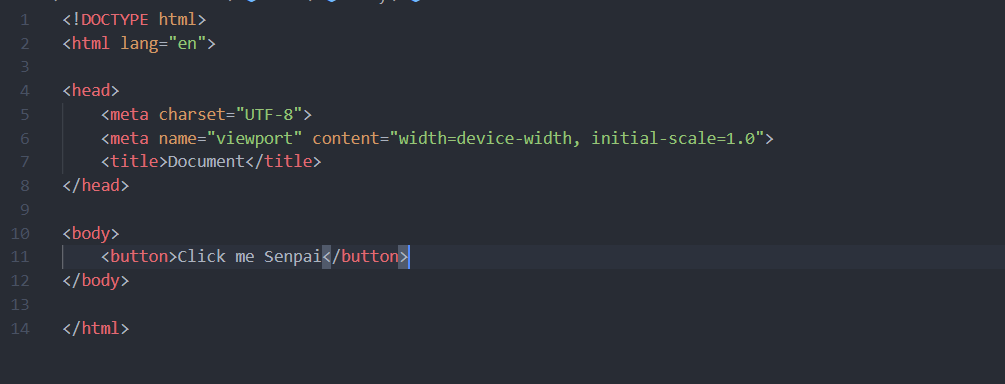 1 <!DOCTYPE html>
2 <html lang="en">
3
4 <head>
5     <meta charset="UTF-8">
6     <meta name="viewport" content="width=device-width, initial-scale=1.0">
7     <title>Document</title>
8 </head>
9
10 <body>
11     <button>Click me Senpai</button>
12 </body>
13
14 </html>